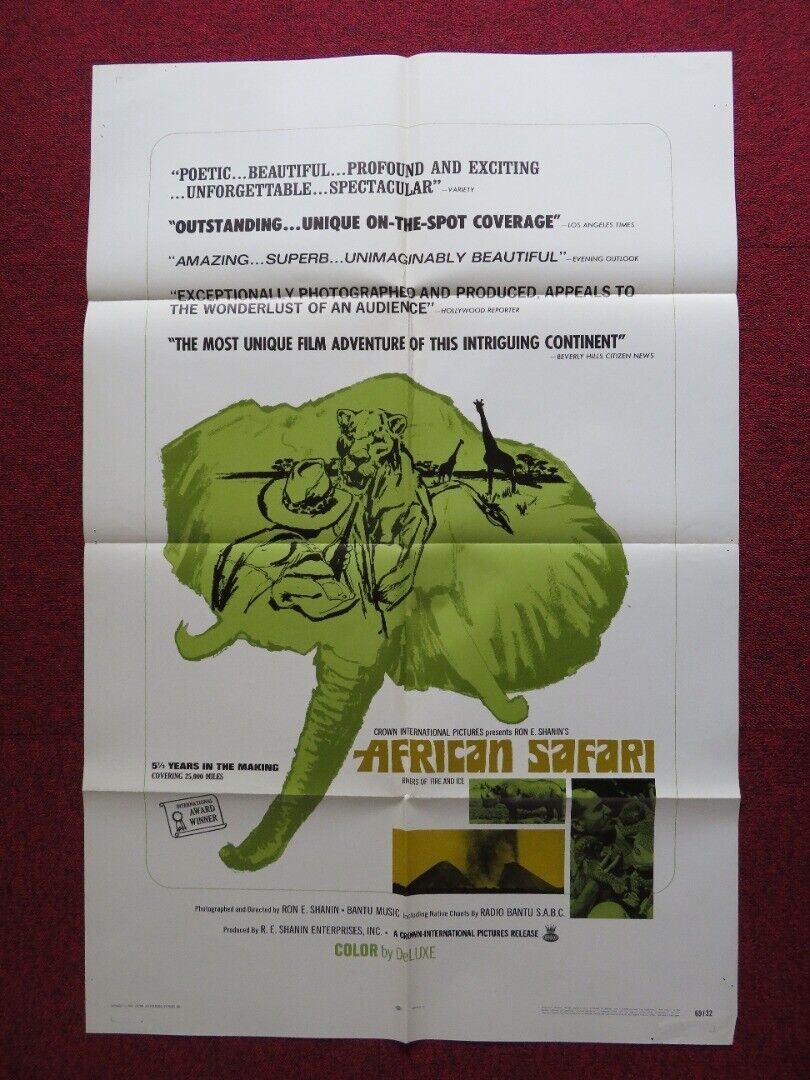 "POETIC...BEAUTIFUL...PROFOUND AND EXCITING
...UNFORGETTABLE...SPECTACULAR" —VARIETY
"OUTSTANDING...UNIQUE ON-THE-SPOT COVERAGE" —LOS ANGELES TIMES
"AMAZING...SUPERB...UNIMAGINABLY BEAUTIFUL" —EVENING OUTLOOK
"EXCEPTIONALLY PHOTOGRAPHED AND PRODUCED, APPEALS TO
THE WONDERLUST OF AN AUDIENCE" —HOLLYWOOD REPORTER
"THE MOST UNIQUE FILM ADVENTURE OF THIS INTRIGUING CONTINENT"
—BEVERLY HILLS CITIZEN NEWS
CROWN INTERNATIONAL PICTURES presents RON E. SHANIN'S
AFRICAN SAFARI
RIVERS OF FIRE AND ICE
5½ YEARS IN THE MAKING
COVERING 25,000 MILES
INTERNATIONAL
AWARD
WINNER
Photographed and Directed by RON E. SHANIN • BANTU MUSIC Including Native Chants By RADIO BANTU S.A.B.C.
Produced By R. E. SHANIN ENTERPRISES, INC. • A CROWN-INTERNATIONAL PICTURES RELEASE
COLOR by DeLUXE
69/32